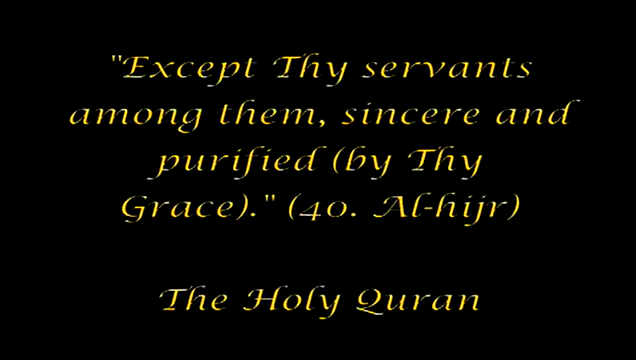 "Except Thy servants
among them, sincere and
purified (by Thy
Grace)." (40. Al-hijr)
The Holy Quran